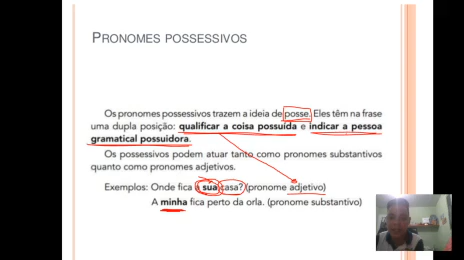 PRONOMES POSSESSIVOS
Os pronomes possessivos trazem a ideia de posse. Eles têm na frase
uma dupla posição: qualificar a coisa possuída e indicar a pessoa
gramatical possuidora.
Os possessivos podem atuar tanto como pronomes substantivos
quanto como pronomes adjetivos.
Exemplos: Onde fica a sua casa? (pronome adjetivo)
A minha fica perto da orla. (pronome substantivo)